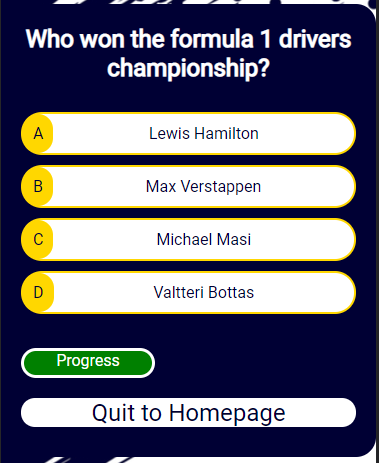 Who won the formula 1 drivers
championship?
A Lewis Hamilton
B Max Verstappen
C Michael Masi
D Valtteri Bottas
Progress
Quit to Homepage